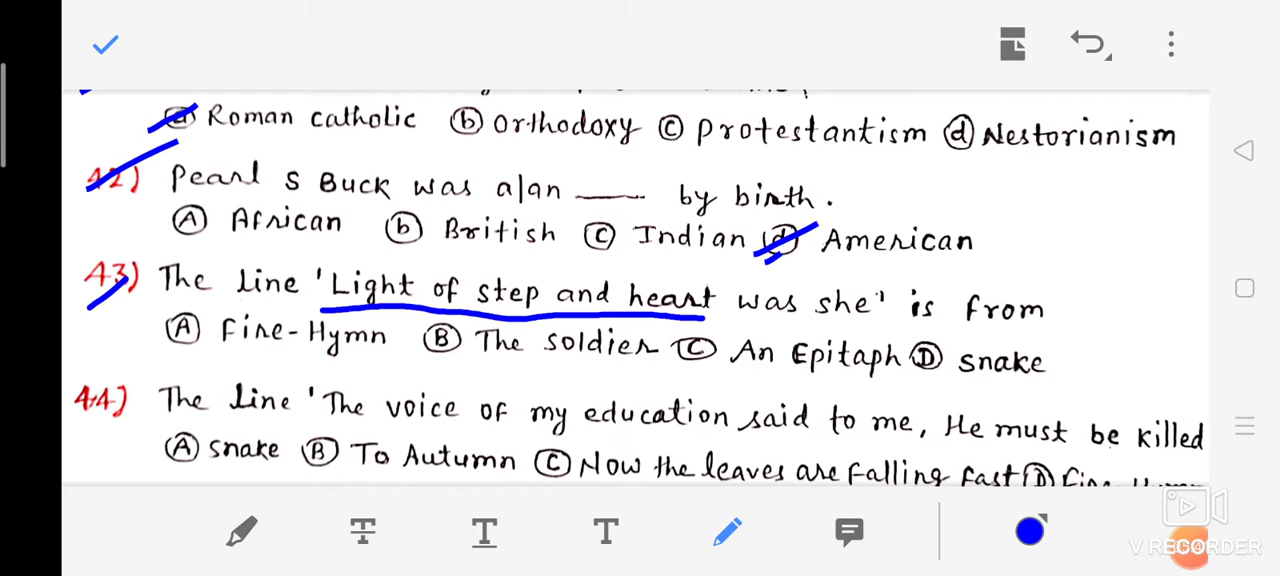 (a) Roman catholic (b) Orthodoxy (C) Protestantism (d) Nestorianism
42) Pearl S Buck was a/an ___ by birth.
(A) African (b) British (C) Indian (d) American
43) The line 'Light of step and heart was she' is from
(A) Fire-Hymn (B) The soldier (C) An Epitaph (D) snake
44) The line 'The voice of my education said to me, He must be killed
(A) snake (B) To Autumn (C) Now the leaves are falling fast (D)
V RECORDER